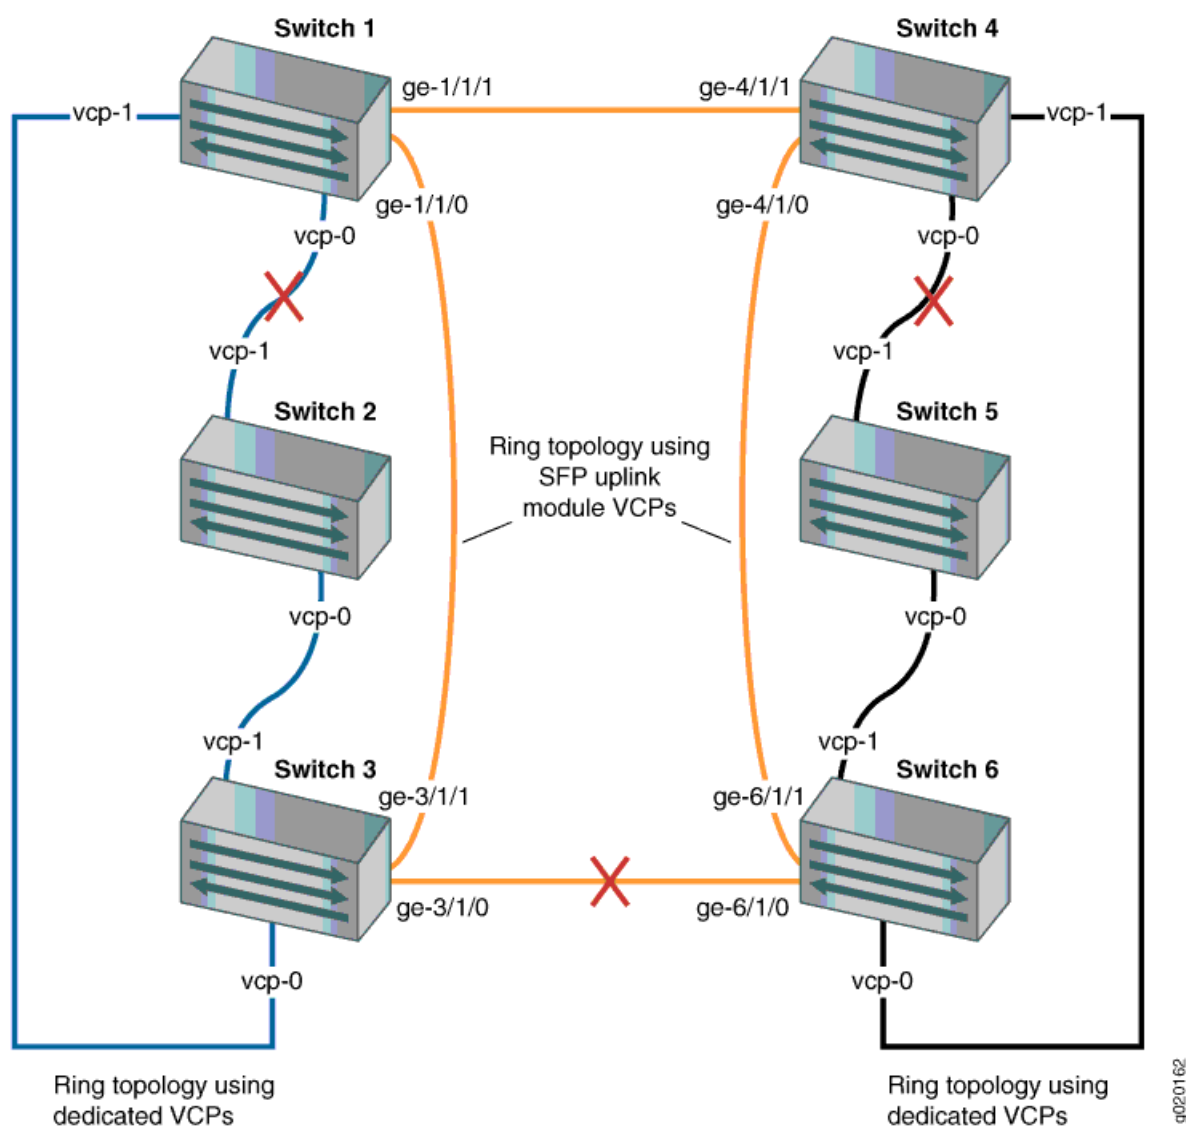 Switch 1
Switch 4
ge-1/1/1
ge-4/1/1
vcp-1
vcp-1
ge-1/1/0
ge-4/1/0
vcp-0
vcp-0
vcp-1
vcp-1
Switch 2
Switch 5
Ring topology using
SFP uplink
module VCPs
vcp-0
vcp-0
vcp-1
vcp-1
Switch 3
Switch 6
ge-3/1/1
ge-6/1/1
ge-3/1/0
ge-6/1/0
vcp-0
vcp-0
Ring topology using
dedicated VCPs
Ring topology using
dedicated VCPs
g020162